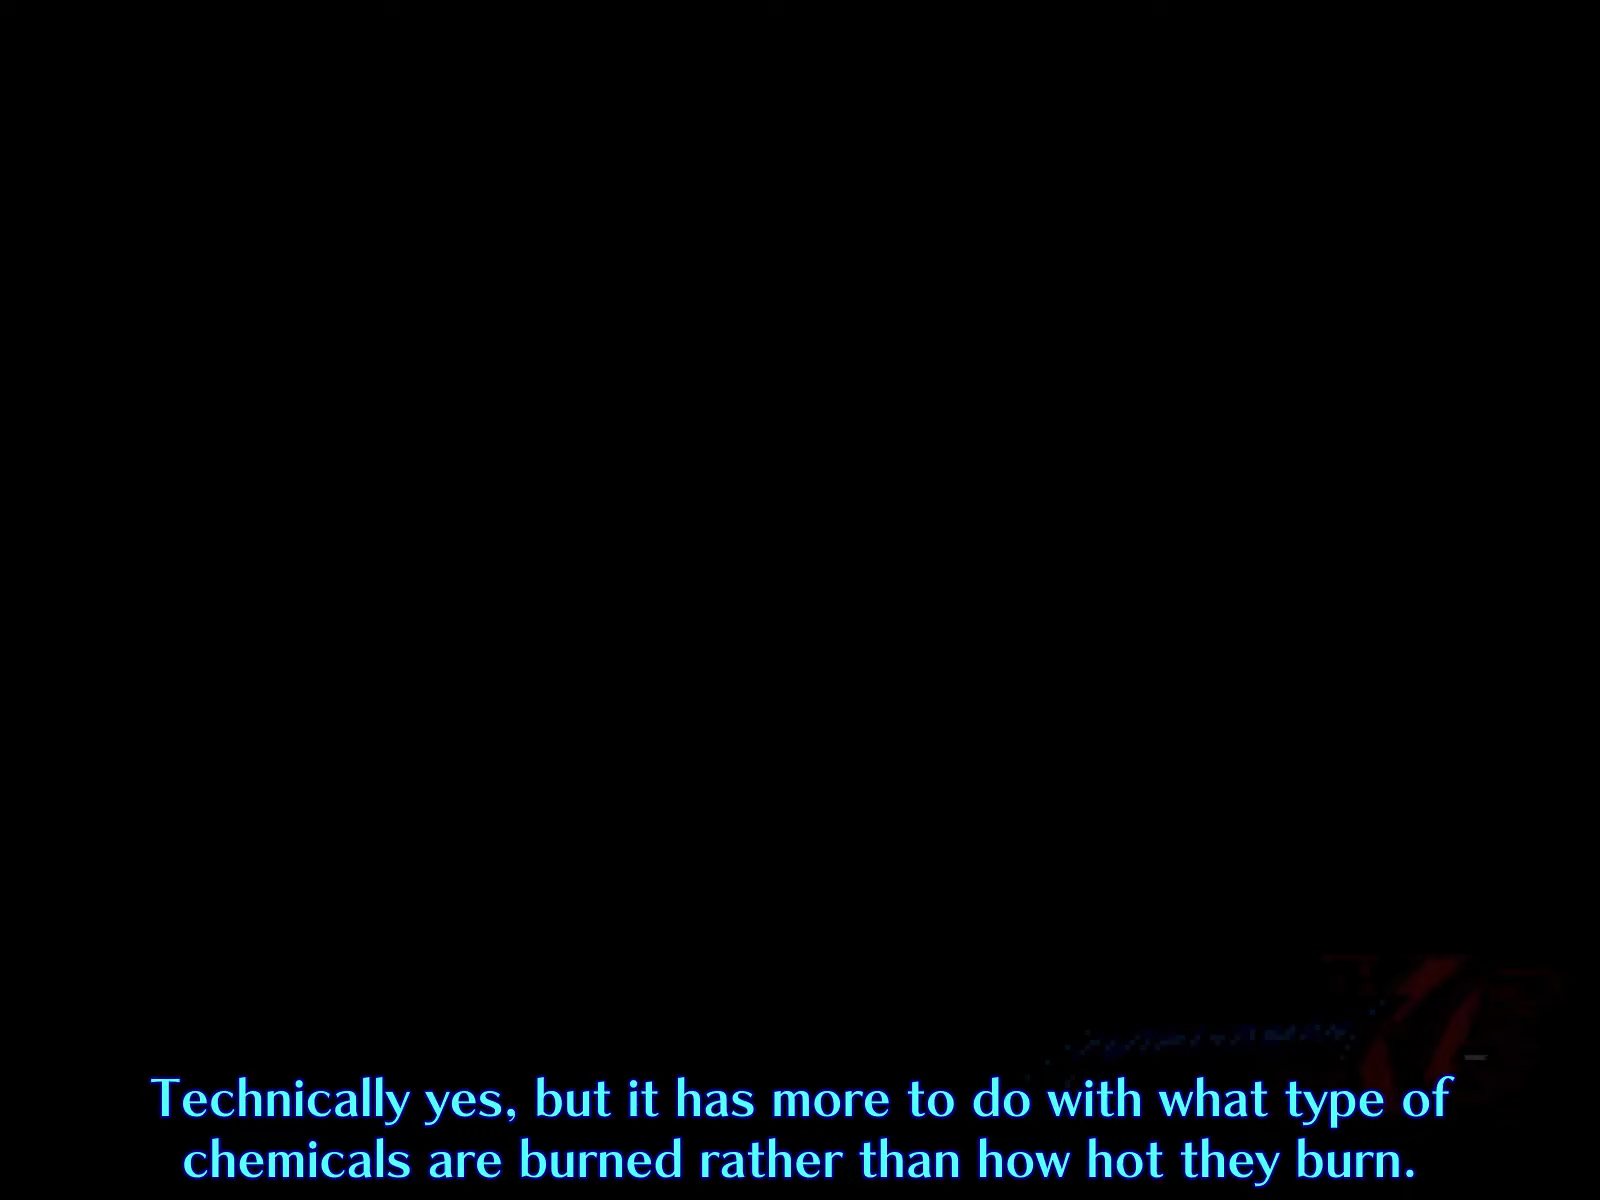 Technically yes, but it has more to do with what type of
chemicals are burned rather than how hot they burn.